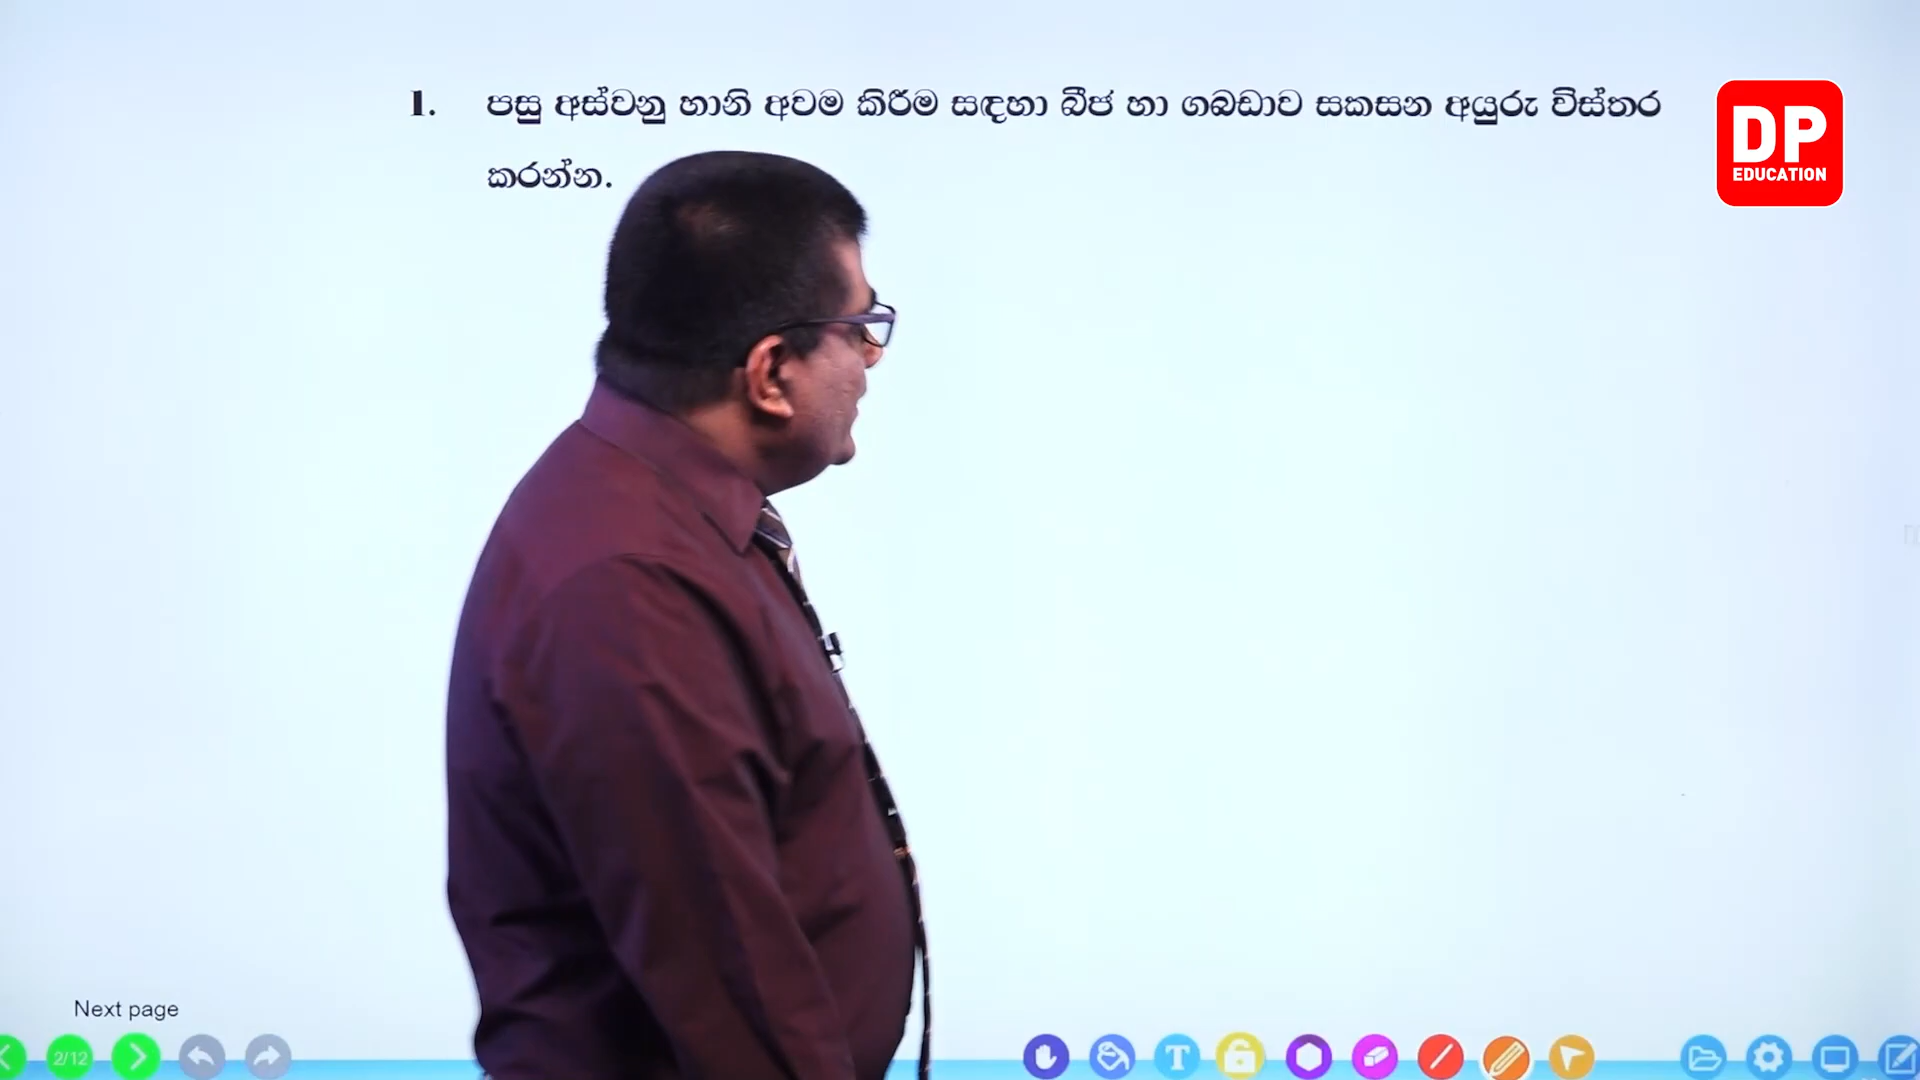 1. පසු අස්වනු හානි අවම කිරීම සඳහා බීජ හා ගබඩාව සකසන අයුරු විස්තර
කරන්න.
DP
EDUCATION
Next page
2/12
T